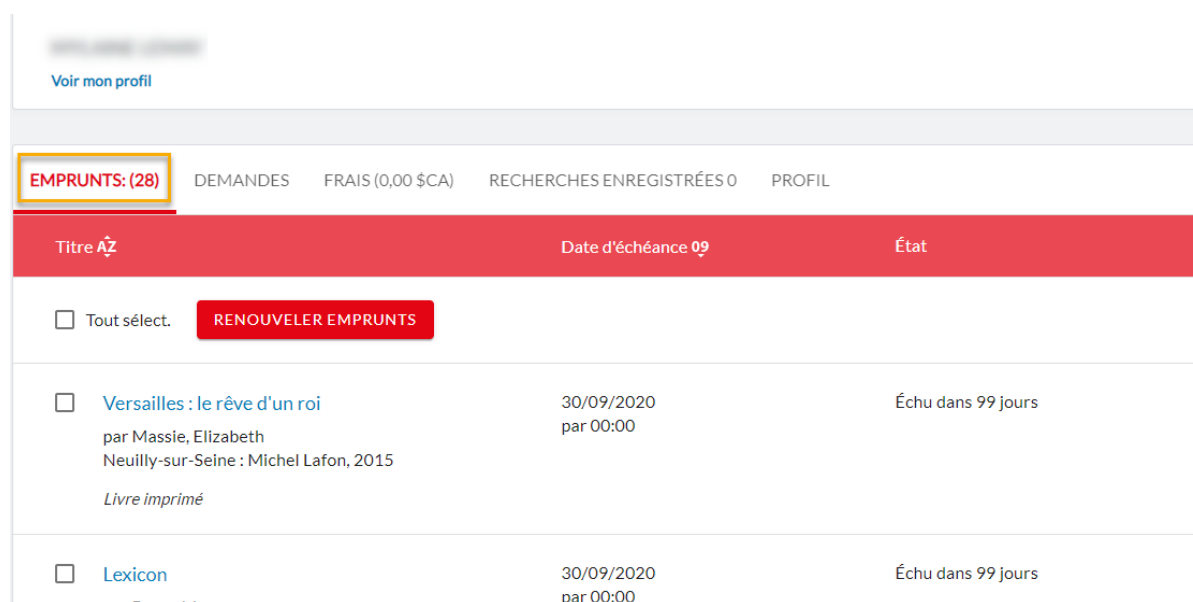 Voir mon profil
EMPRUNTS: (28) DEMANDES FRAIS (0,00 $CA) RECHERCHES ENREGISTRÉES 0 PROFIL
Titre AZ Date d'échéance 09 État
Tout sélect. RENOUVELER EMPRUNTS
Versailles : le rêve d'un roi 30/09/2020 Échu dans 99 jours
par 00:00
par Massie, Elizabeth
Neuilly-sur-Seine : Michel Lafon, 2015
Livre imprimé
Lexicon 30/09/2020 Échu dans 99 jours
par 00:00